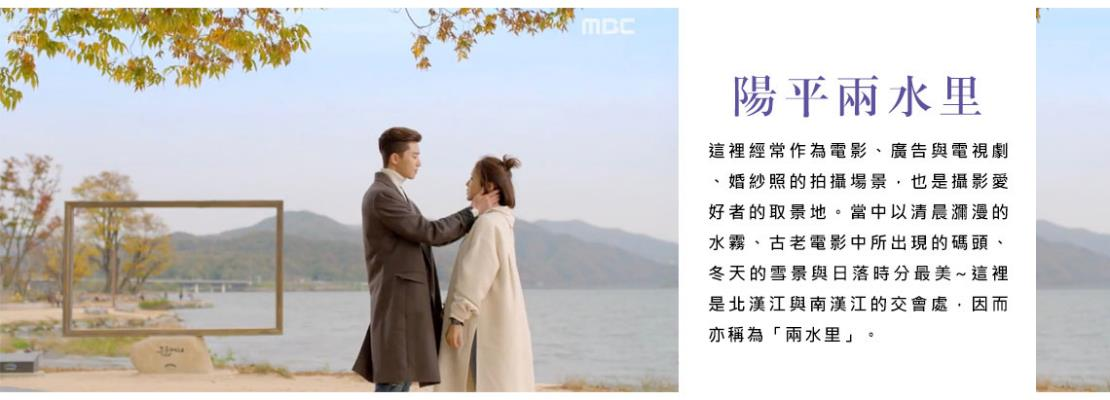 MBC
陽平兩水里
這裡經常作為電影、廣告與電視劇
、婚紗照的拍攝場景，也是攝影愛
好者的取景地。當中以清晨瀰漫的
水霧、古老電影中所出現的碼頭、
冬天的雪景與日落時分最美~這裡
是北漢江與南漢江的交會處，因而
亦稱為「兩水里」。